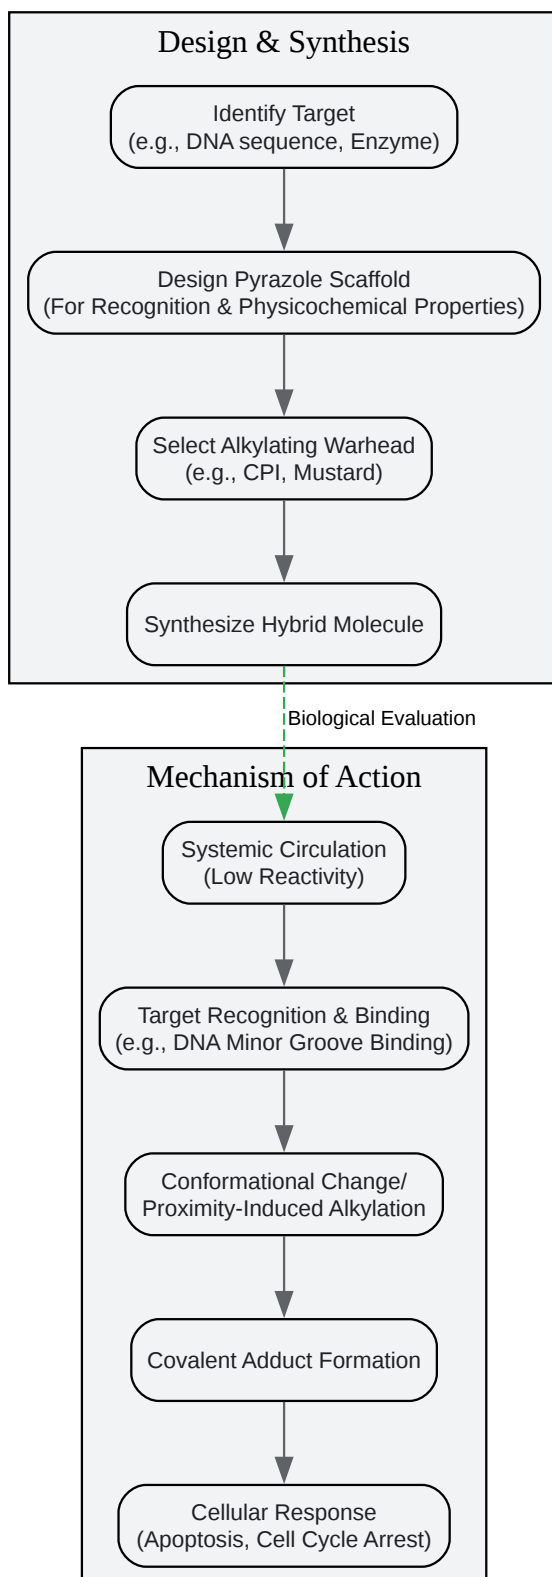 Design & Synthesis
Identify Target
(e.g., DNA sequence, Enzyme)
Design Pyrazole Scaffold
(For Recognition & Physicochemical Properties)
Select Alkylating Warhead
(e.g., CPI, Mustard)
Synthesize Hybrid Molecule
Biological Evaluation
Mechanism of Action
Systemic Circulation
(Low Reactivity)
Target Recognition & Binding
(e.g., DNA Minor Groove Binding)
Conformational Change/
Proximity-Induced Alkylation
Covalent Adduct Formation
Cellular Response
(Apoptosis, Cell Cycle Arrest)